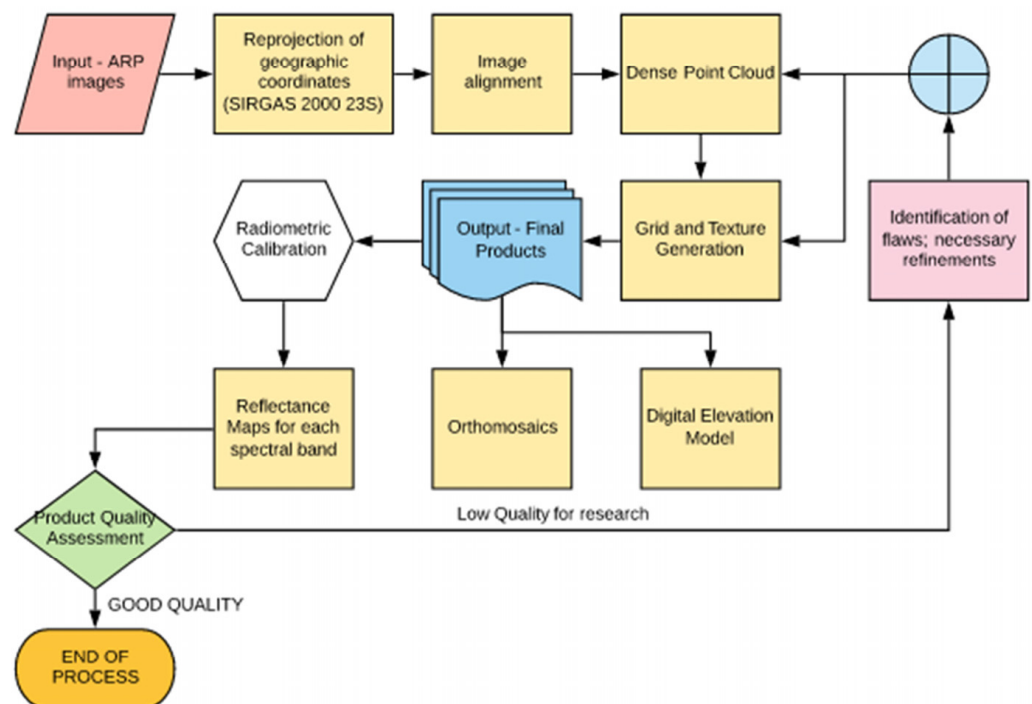 Input - ARP
images
Reprojection of
geographic
coordinates
(SIRGAS 2000 23S)
Image
alignment
Dense Point Cloud
Radiometric
Calibration
Output - Final
Products
Grid and Texture
Generation
Identification of
flaws; necessary
refinements
Reflectance
Maps for each
spectral band
Orthomosaics
Digital Elevation
Model
Product Quality
Assessment
Low Quality for research
GOOD QUALITY
END OF
PROCESS